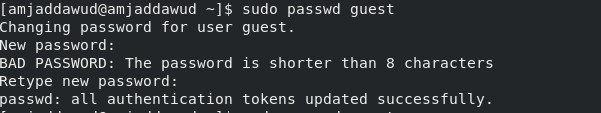 [amjaddawud@amjaddawud ~]$ sudo passwd guest
Changing password for user guest.
New password:
BAD PASSWORD: The password is shorter than 8 characters
Retype new password:
passwd: all authentication tokens updated successfully.